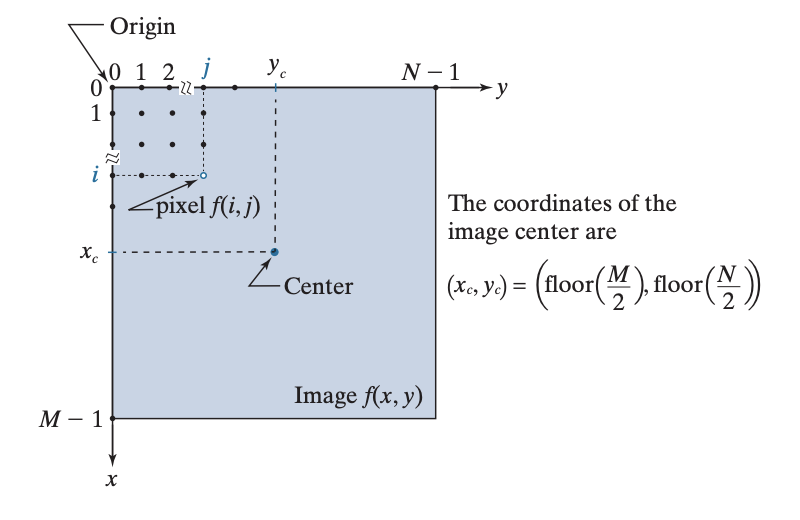 Origin
0 1 2 j y_c N − 1 y
0
1
i
pixel f(i, j)
The coordinates of the
image center are
x_c
Center
(x_c, y_c) = (floor(M/2), floor(N/2))
Image f(x, y)
M − 1
x